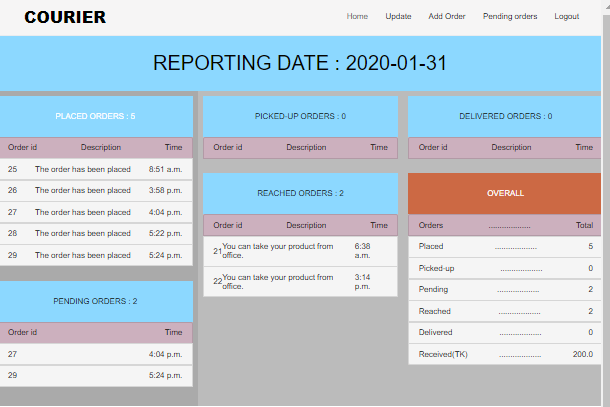 COURIER
Home Update Add Order Pending orders Logout
REPORTING DATE : 2020-01-31
PLACED ORDERS : 5
Order id Description Time
25 The order has been placed 8:51 a.m.
26 The order has been placed 3:58 p.m.
27 The order has been placed 4:04 p.m.
28 The order has been placed 5:22 p.m.
29 The order has been placed 5:24 p.m.
PENDING ORDERS : 2
Order id Time
27 4:04 p.m.
29 5:24 p.m.
PICKED-UP ORDERS : 0
Order id Description Time
REACHED ORDERS : 2
Order id Description Time
21 You can take your product from office. 6:38 a.m.
22 You can take your product from office. 3:14 p.m.
DELIVERED ORDERS : 0
Order id Description Time
OVERALL
Orders .................. Total
Placed .................. 5
Picked-up .................. 0
Pending .................. 2
Reached .................. 2
Delivered .................. 0
Received(TK) .................. 200.0